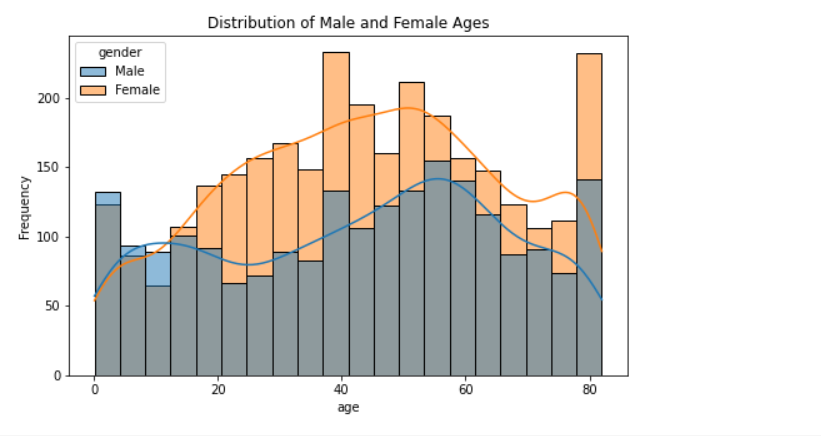 Distribution of Male and Female Ages
gender
Male
Female
Frequency
200
150
100
50
0
0 20 40 60 80
age